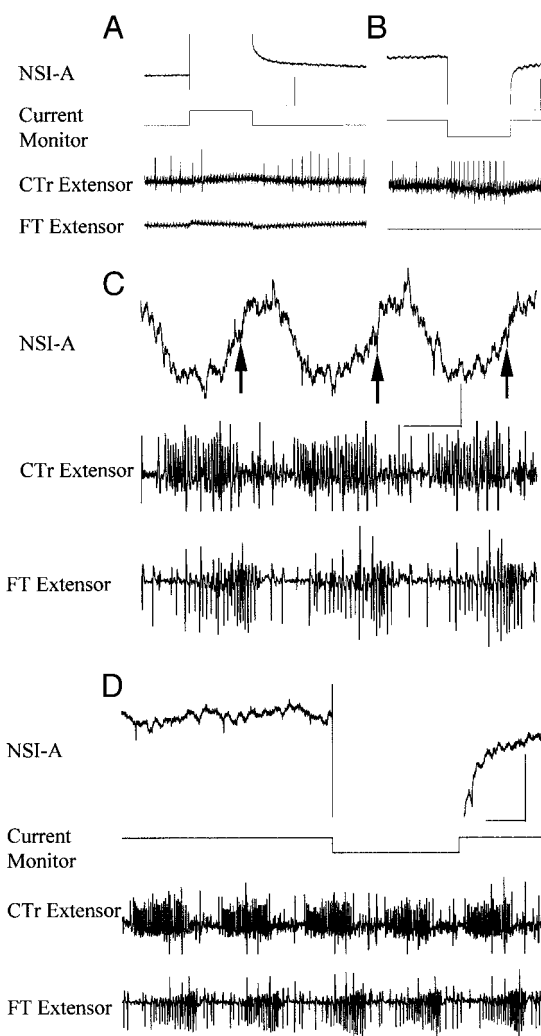 A
B
NSI-A
Current
Monitor
CTr Extensor
FT Extensor
C
NSI-A
CTr Extensor
FT Extensor
D
NSI-A
Current
Monitor
CTr Extensor
FT Extensor